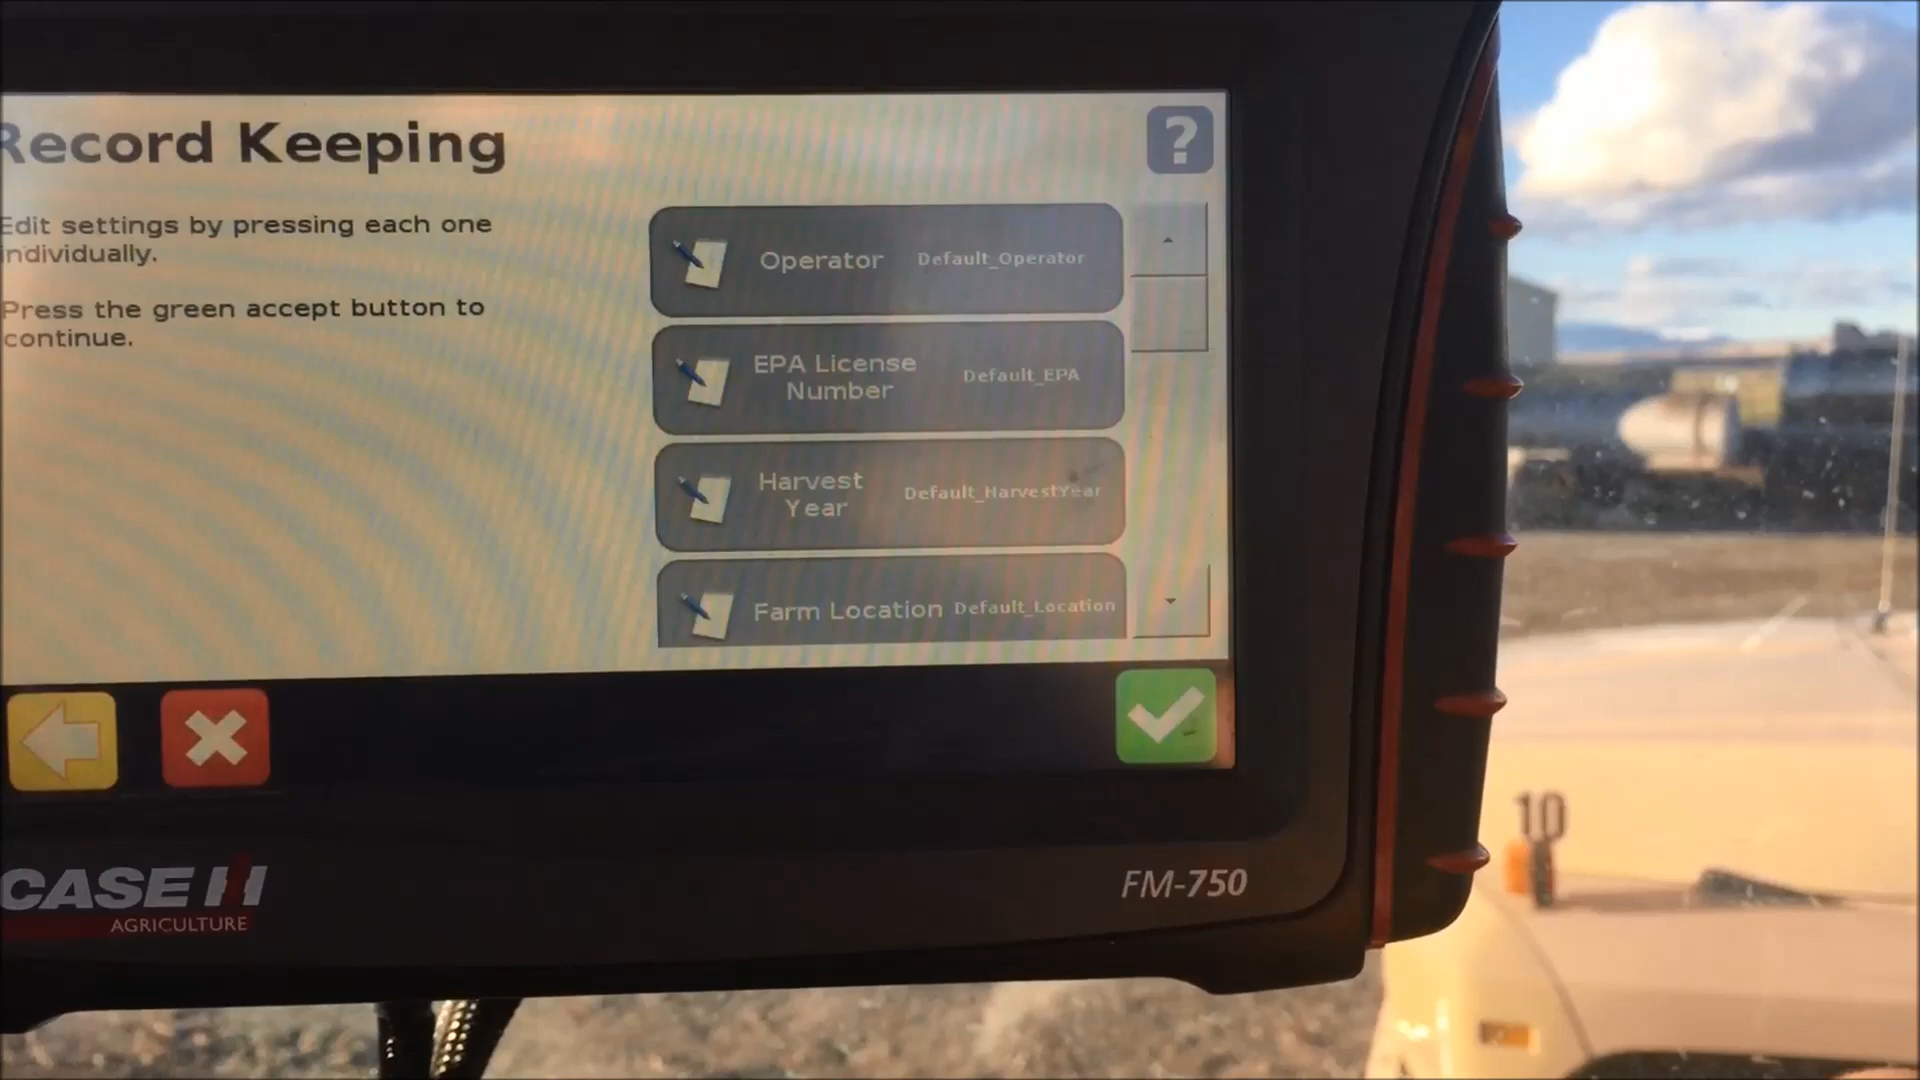 Record Keeping
?
Edit settings by pressing each one
individually.
Press the green accept button to
continue.
Operator Default_Operator
EPA License
Number Default_EPA
Harvest
Year Default_HarvestYear
Farm Location Default_Location
CASE IH
AGRICULTURE
FM-750
10